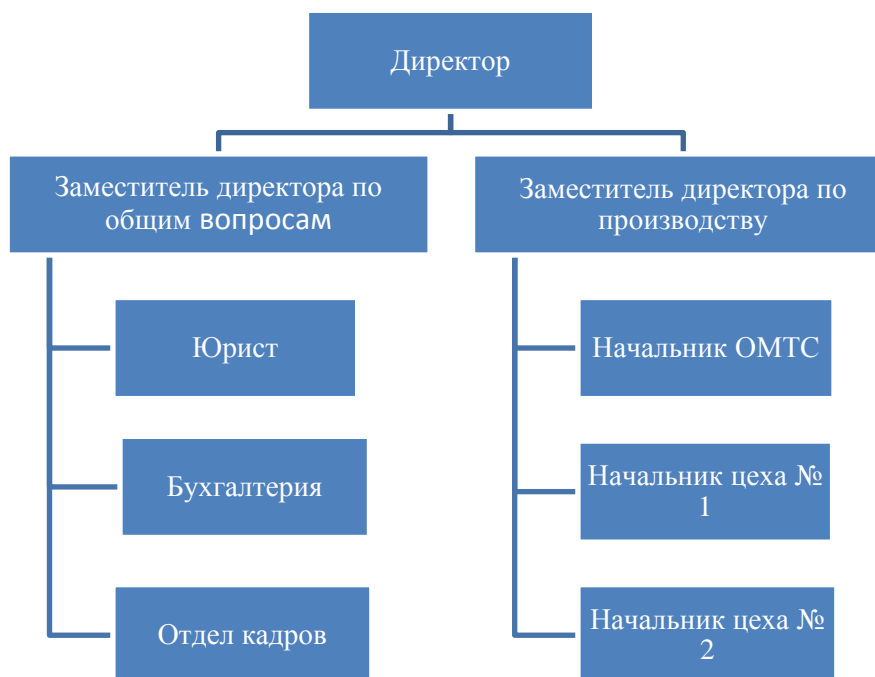 Директор
Заместитель директора по
общим вопросам
Заместитель директора по
производству
Юрист
Бухгалтерия
Отдел кадров
Начальник ОМТС
Начальник цеха №
1
Начальник цеха №
2